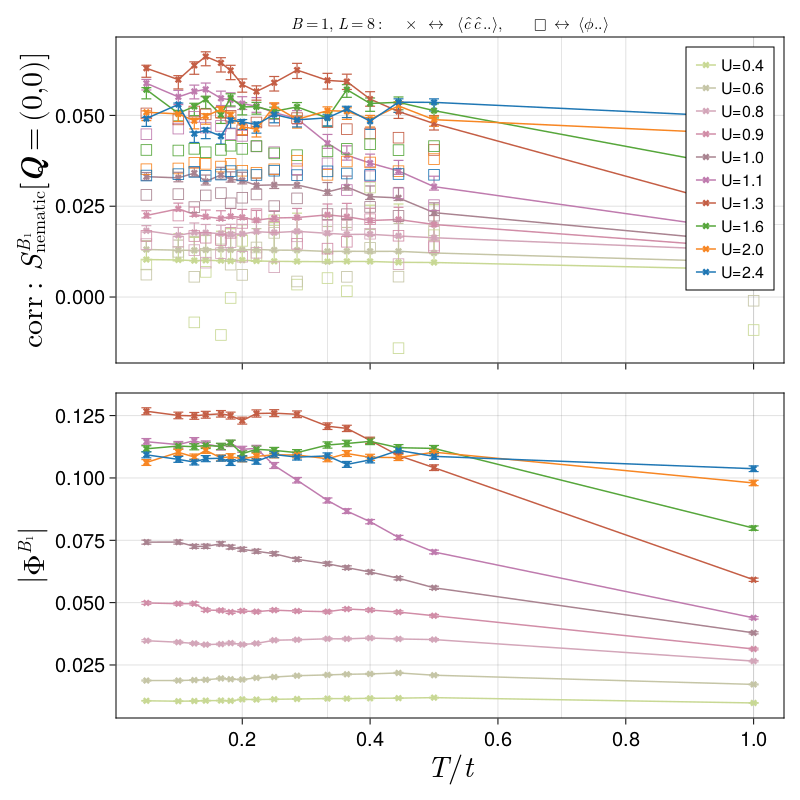 B = 1, L = 8 : × ↔ ⟨ĉ ĉ ..⟩, □ ↔ ⟨ϕ..⟩
corr : S^{B_1}_{nematic}[Q = (0,0)]
0.050
0.025
0.000
U=0.4
U=0.6
U=0.8
U=0.9
U=1.0
U=1.1
U=1.3
U=1.6
U=2.0
U=2.4
|Φ^{B_1}|
0.125
0.100
0.075
0.050
0.025
0.2 0.4 0.6 0.8 1.0
T/t